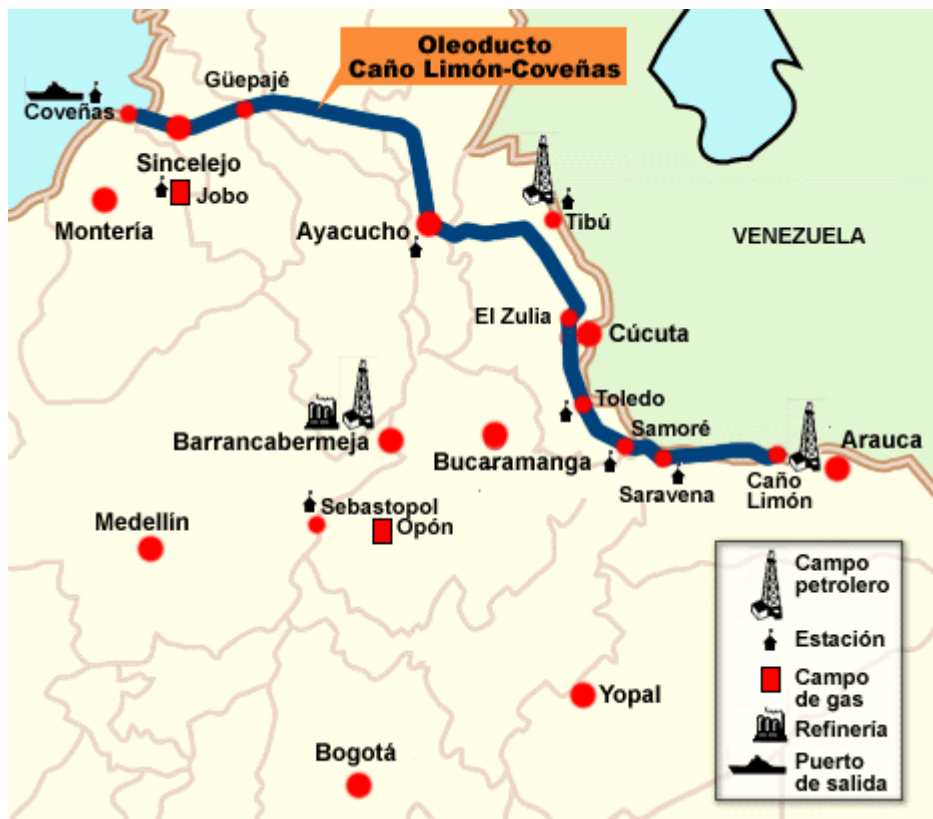 Oleoducto
Caño Limón-Coveñas
Güepajé
Coveñas
Sincelejo
Jobo
Montería
Ayacucho
Tibú
VENEZUELA
El Zulia
Cúcuta
Toledo
Samoré
Barrancabermeja
Bucaramanga
Arauca
Saravena
Caño
Limón
Sebastopol
Opón
Medellín
Campo
petrolero
Estación
Campo
de gas
Yopal
Refinería
Bogotá
Puerto
de salida